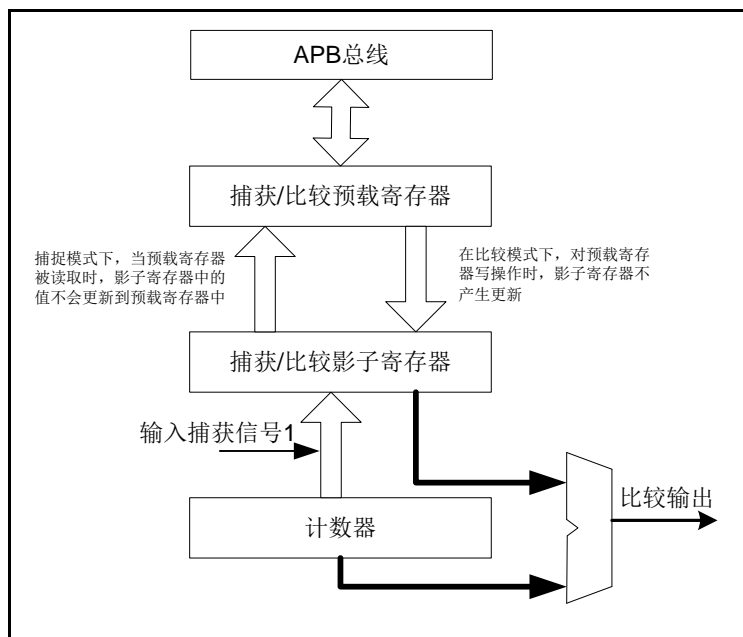 APB总线
捕获/比较预载寄存器
捕捉模式下，当预载寄存器
被读取时，影子寄存器中的
值不会更新到预载寄存器中
在比较模式下，对预载寄存
器写操作时，影子寄存器不
产生更新
捕获/比较影子寄存器
输入捕获信号1
计数器
比较输出